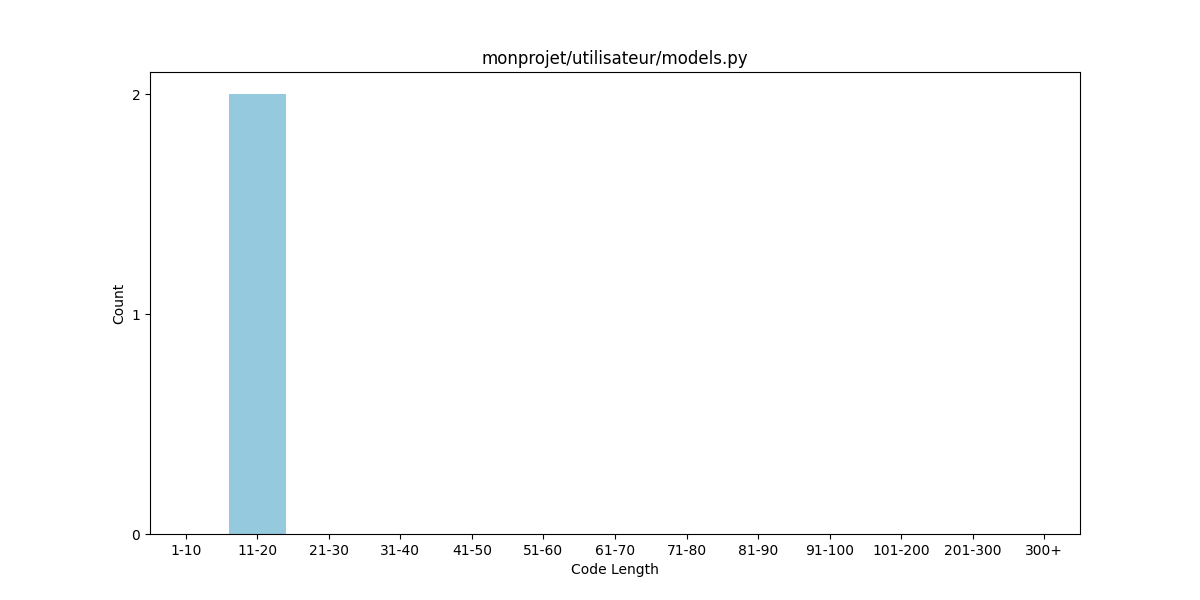 monprojet/utilisateur/models.py
Count
2
1
0
1-10 11-20 21-30 31-40 41-50 51-60 61-70 71-80 81-90 91-100 101-200 201-300 300+
Code Length